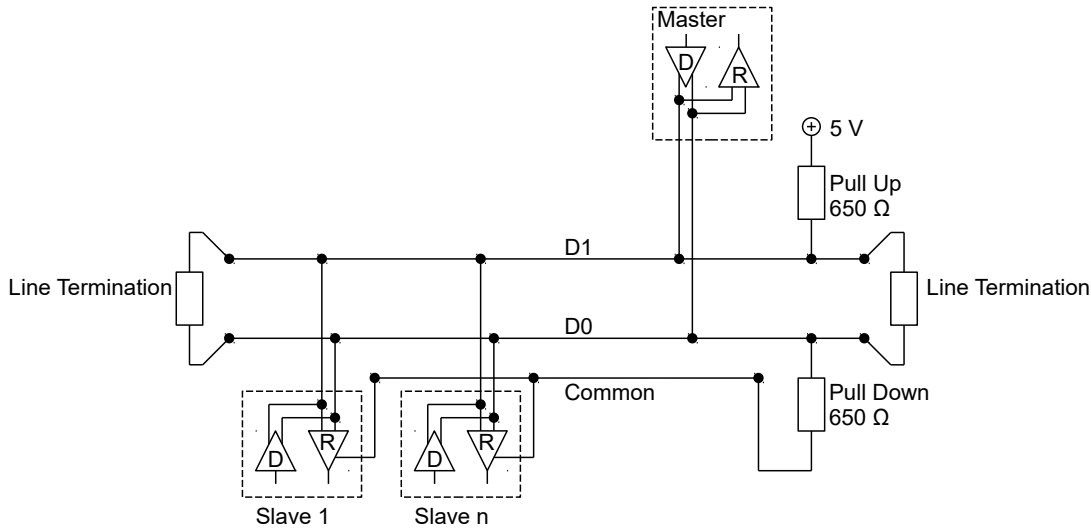 Master
D
R
5 V
Pull Up
650 Ω
D1
Line Termination
Line Termination
D0
Common
Pull Down
650 Ω
R
D
R
D
Slave 1
Slave n